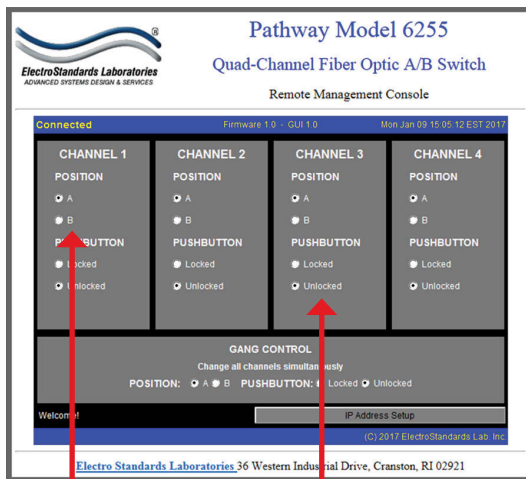 ®
Pathway Model 6255
ElectroStandards Laboratories
ADVANCED SYSTEMS DESIGN & SERVICES
Quad-Channel Fiber Optic A/B Switch
Remote Management Console
Connected Firmware 1.0 - GUI 1.0 Mon Jan 09 15:05:12 EST 2017
CHANNEL 1 CHANNEL 2 CHANNEL 3 CHANNEL 4
POSITION POSITION POSITION POSITION
A A A A
B B B B
PUSHBUTTON PUSHBUTTON PUSHBUTTON PUSHBUTTON
Locked Locked Locked Locked
Unlocked Unlocked Unlocked Unlocked
GANG CONTROL
Change all channels simultaneously
POSITION: A B PUSHBUTTON: Locked Unlocked
Welcome! IP Address Setup
(C) 2017 ElectroStandards Lab. Inc.
Electro Standards Laboratories 36 Western Industrial Drive, Cranston, RI 02921